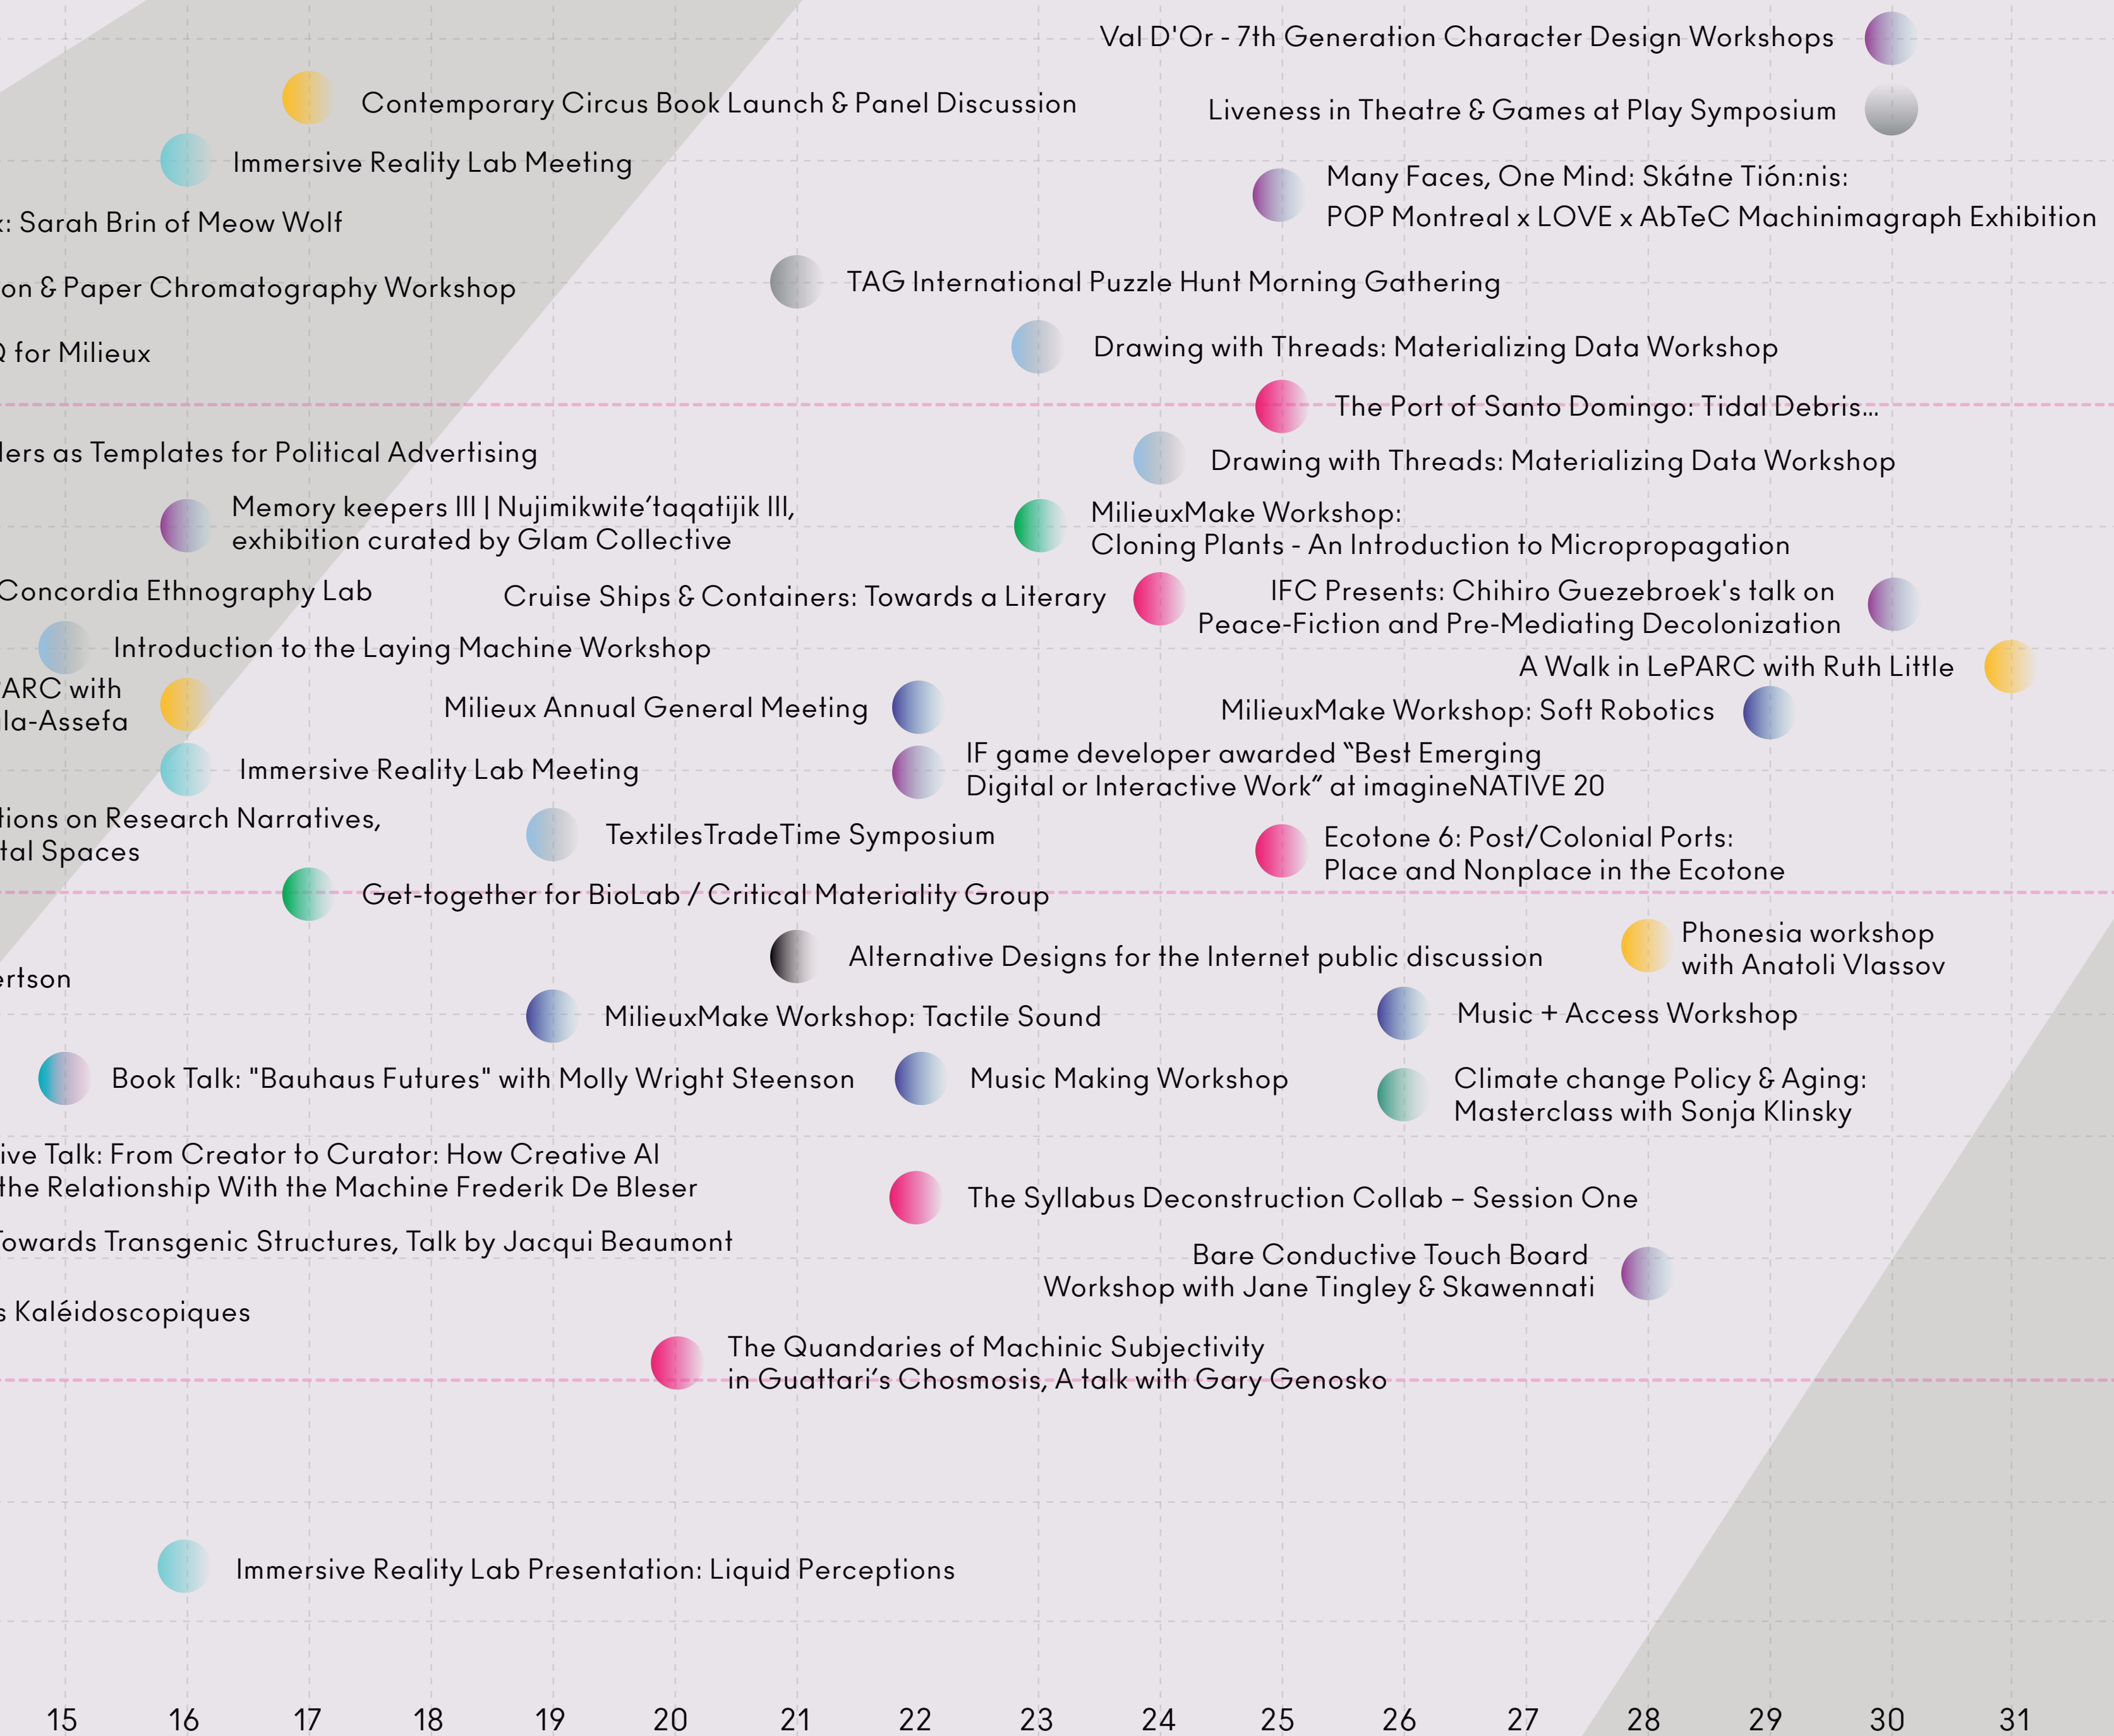 Val D'Or - 7th Generation Character Design Workshops
Contemporary Circus Book Launch & Panel Discussion
Liveness in Theatre & Games at Play Symposium
Immersive Reality Lab Meeting
Many Faces, One Mind: Skátne Tión:nis:
POP Montreal x LOVE x AbTeC Machinimagraph Exhibition
: Sarah Brin of Meow Wolf
TAG International Puzzle Hunt Morning Gathering
on & Paper Chromatography Workshop
Drawing with Threads: Materializing Data Workshop
for Milieux
The Port of Santo Domingo: Tidal Debris...
lers as Templates for Political Advertising
Drawing with Threads: Materializing Data Workshop
Memory keepers III | Nujimikwite’taqatijik III,
exhibition curated by Glam Collective
MilieuxMake Workshop:
Cloning Plants - An Introduction to Micropropagation
Concordia Ethnography Lab
Cruise Ships & Containers: Towards a Literary
IFC Presents: Chihiro Guezebroek's talk on
Peace-Fiction and Pre-Mediating Decolonization
Introduction to the Laying Machine Workshop
A Walk in LePARC with Ruth Little
ARC with
la-Assefa
Milieux Annual General Meeting
MilieuxMake Workshop: Soft Robotics
Immersive Reality Lab Meeting
IF game developer awarded “Best Emerging
Digital or Interactive Work” at imagineNATIVE 20
tions on Research Narratives,
tal Spaces
TextilesTradeTime Symposium
Ecotone 6: Post/Colonial Ports:
Place and Nonplace in the Ecotone
Get-together for BioLab / Critical Materiality Group
Phonesia workshop
with Anatoli Vlassov
Alternative Designs for the Internet public discussion
ertson
MilieuxMake Workshop: Tactile Sound
Music + Access Workshop
Book Talk: "Bauhaus Futures" with Molly Wright Steenson
Music Making Workshop
Climate change Policy & Aging:
Masterclass with Sonja Klinsky
ive Talk: From Creator to Curator: How Creative AI
the Relationship With the Machine Frederik De Bleser
The Syllabus Deconstruction Collab – Session One
Towards Transgenic Structures, Talk by Jacqui Beaumont
Bare Conductive Touch Board
Workshop with Jane Tingley & Skawennati
s Kaléidoscopiques
The Quandaries of Machinic Subjectivity
in Guattari’s Chosmosis, A talk with Gary Genosko
Immersive Reality Lab Presentation: Liquid Perceptions
15 16 17 18 19 20 21 22 23 24 25 26 27 28 29 30 31